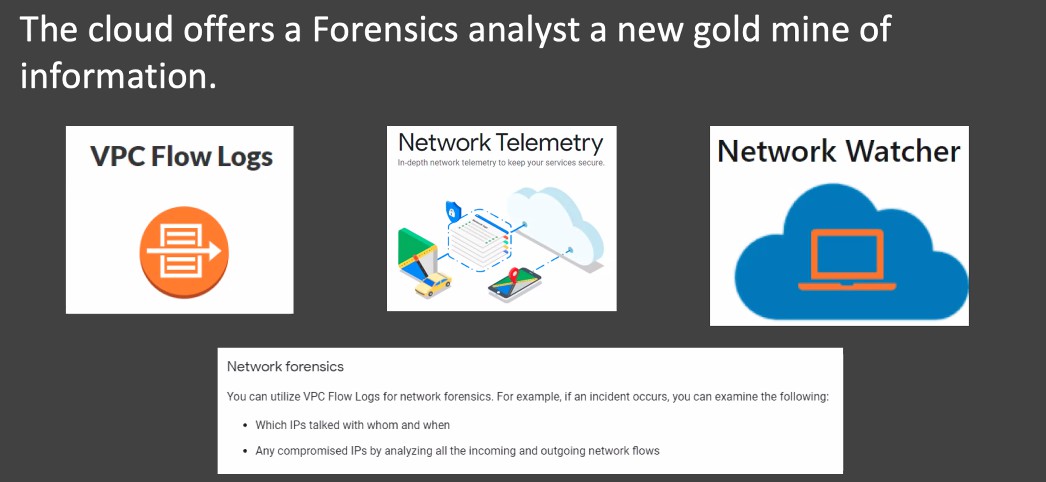 The cloud offers a Forensics analyst a new gold mine of
information.
VPC Flow Logs
Network Telemetry
In-depth network telemetry to keep your services secure.
Network Watcher
Network forensics
You can utilize VPC Flow Logs for network forensics. For example, if an incident occurs, you can examine the following:
• Which IPs talked with whom and when
• Any compromised IPs by analyzing all the incoming and outgoing network flows